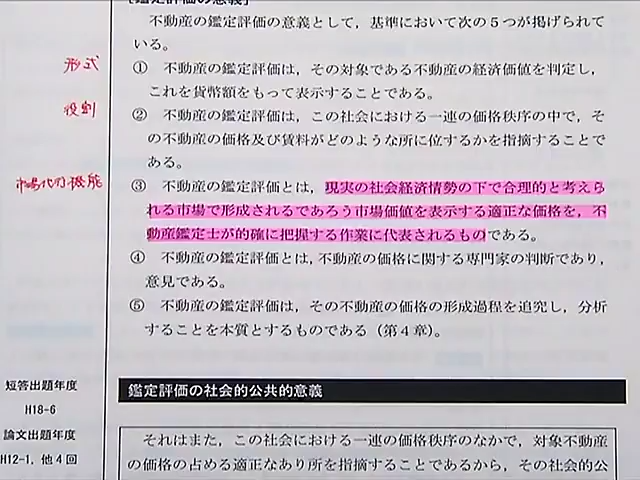 [鑑定評価の意義]
不動産の鑑定評価の意義として，基準において次の５つが掲げられて
いる。
形式
① 不動産の鑑定評価は，その対象である不動産の経済価値を判定し，
これを貨幣額をもって表示することである。
役割
② 不動産の鑑定評価は，この社会における一連の価格秩序の中で，そ
の不動産の価格及び賃料がどのような所に位するかを指摘することで
ある。
市場代行機能
③ 不動産の鑑定評価とは，現実の社会経済情勢の下で合理的と考えら
れる市場で形成されるであろう市場価値を表示する適正な価格を，不
動産鑑定士が的確に把握する作業に代表されるものである。
④ 不動産の鑑定評価とは，不動産の価格に関する専門家の判断であり，
意見である。
⑤ 不動産の鑑定評価は，その不動産の価格の形成過程を追究し，分析
することを本質とするものである（第４章）。
短答出題年度
H18-6
論文出題年度
H12-1，他４回
鑑定評価の社会的公共的意義
それはまた，この社会における一連の価格秩序のなかで，対象不動産
の価格の占める適正なあり所を指摘することであるから，その社会的公